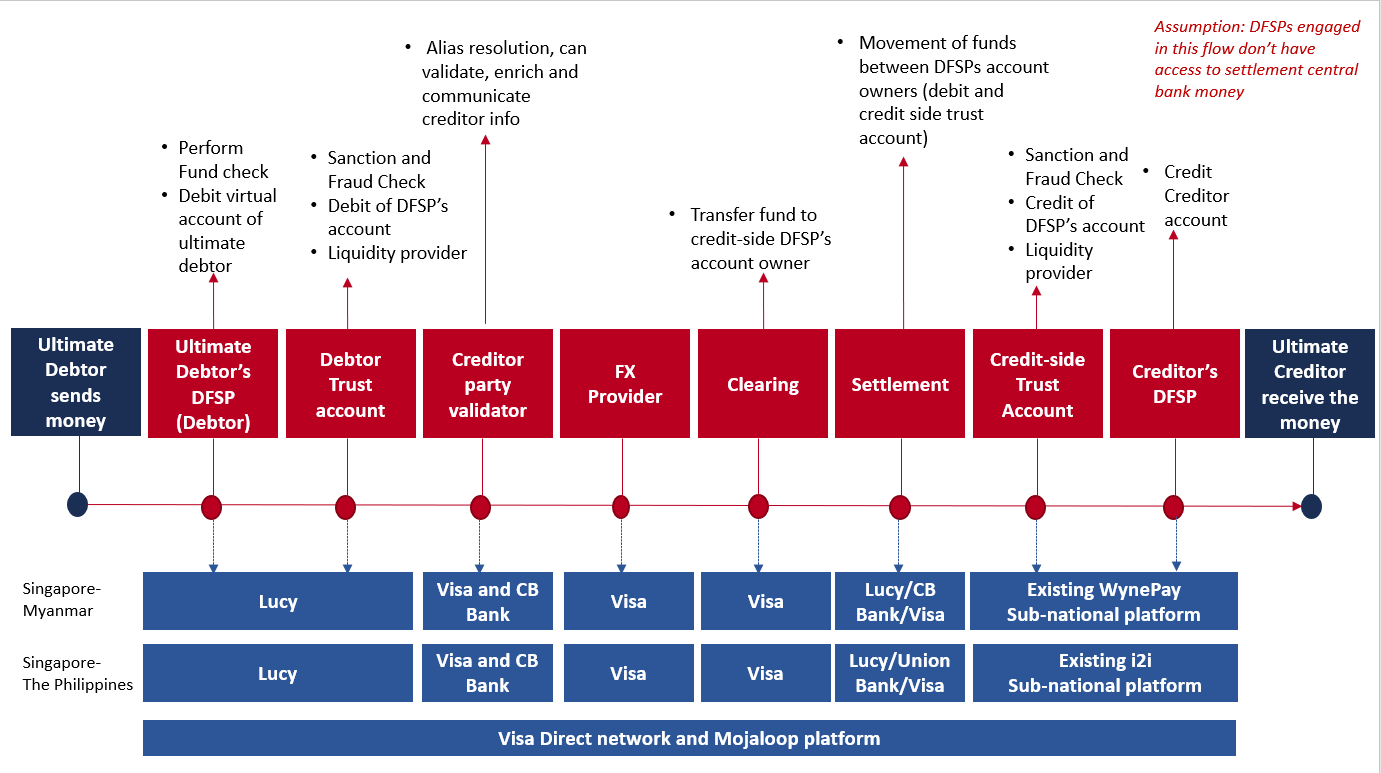 Assumption: DFSPs engaged
in this flow don't have
access to settlement central
bank money
• Alias resolution, can
validate, enrich and
communicate
creditor info
• Movement of funds
between DFSPs account
owners (debit and
credit side trust
account)
• Perform
Fund check
• Debit virtual
account of
ultimate
debtor
• Sanction and
Fraud Check
• Debit of DFSP's
account
• Liquidity provider
• Transfer fund to
credit-side DFSP's
account owner
• Sanction and
Fraud Check
• Credit of
DFSP's account
• Liquidity
provider
• Credit
Creditor
account
Ultimate
Debtor
sends
money
Ultimate
Debtor's
DFSP
(Debtor)
Debtor
Trust
account
Creditor
party
validator
FX
Provider
Clearing
Settlement
Credit-side
Trust
Account
Creditor's
DFSP
Ultimate
Creditor
receive the
money
Singapore-
Myanmar
Lucy
Visa and CB
Bank
Visa
Visa
Lucy/CB
Bank/Visa
Existing WynePay
Sub-national platform
Singapore-
The Philippines
Lucy
Visa and CB
Bank
Visa
Visa
Lucy/Union
Bank/Visa
Existing i2i
Sub-national platform
Visa Direct network and Mojaloop platform